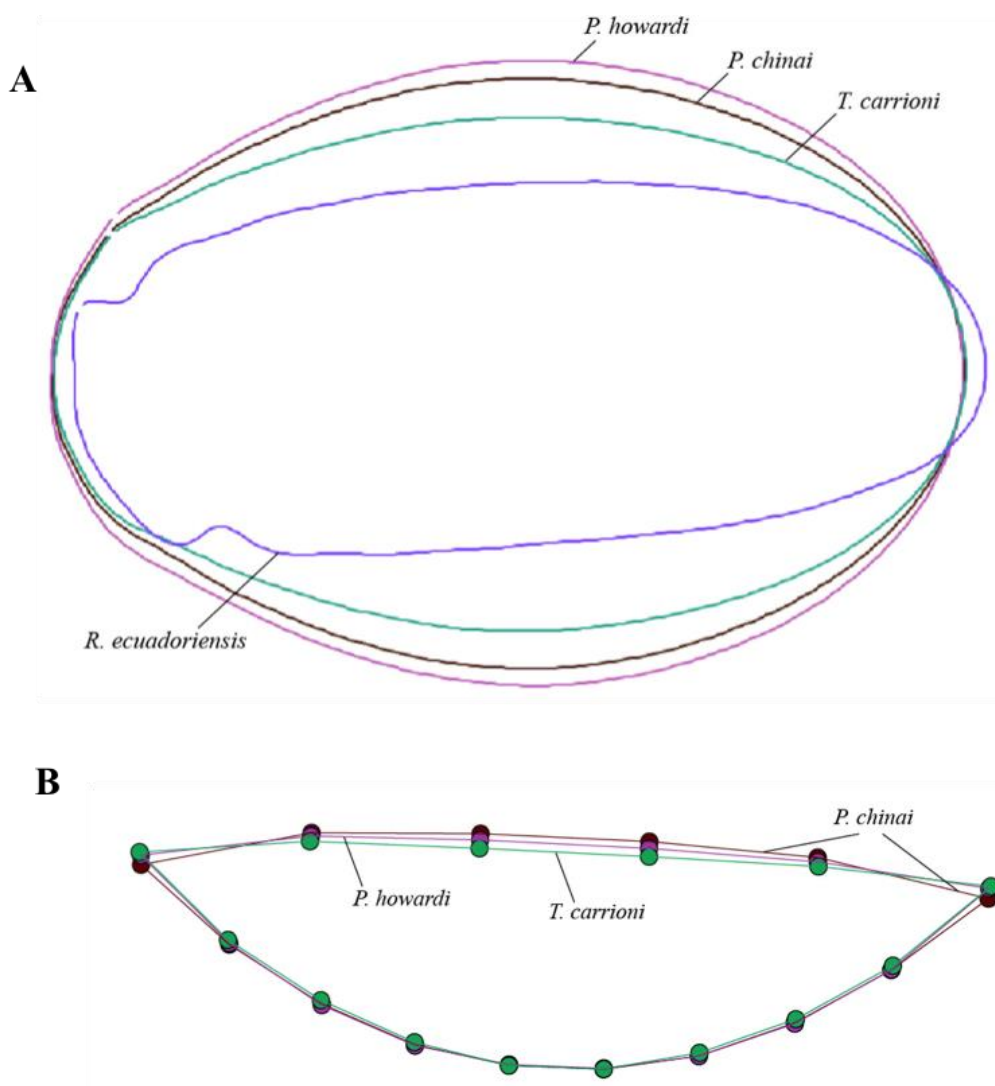 A
P. howardi
P. chinai
T. carrioni
R. ecuadoriensis
B
P. chinai
P. howardi
T. carrioni